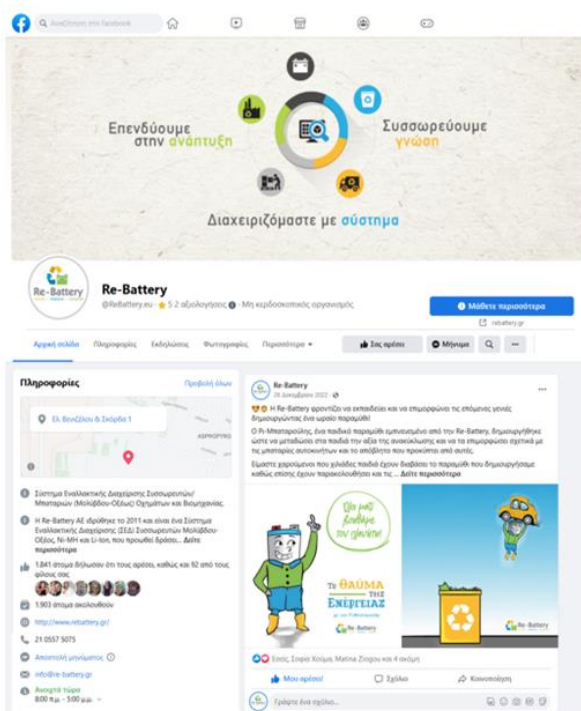 Αναζήτηση στο Facebook
Επενδύουμε
στην ανάπτυξη
Συσσωρεύουμε
γνώση
Διαχειριζόμαστε με σύστημα
Re-Battery
Re-Battery
@ReBattery.eu · 5 2 αξιολογήσεις · Μη κερδοσκοπικός οργανισμός
Μάθετε περισσότερα
rebattery.gr
Αρχική σελίδα Πληροφορίες Εκδηλώσεις Φωτογραφίες Περισσότερα
Σας αρέσει Μήνυμα
Πληροφορίες Προβολή όλων
Ελ. Βενιζέλου & Σκόρδα 1
ASPROPYRO
Σύστημα Εναλλακτικής Διαχείρισης Συσσωρευτών/
Μπαταριών (Μολύβδου-Οξέως) Οχημάτων και Βιομηχανίας.
Η Re-Battery ΑΕ ιδρύθηκε το 2011 και είναι ένα Σύστημα
Εναλλακτικής Διαχείρισης (ΣΕΔ) Συσσωρευτών Μολύβδου-
Οξέος, Ni-MH και Li-Ion, που προωθεί δράσει... Δείτε
περισσότερα
1.841 άτομα δήλωσαν ότι τους αρέσει, καθώς και 92 από τους
φίλους σας
1.903 άτομα ακολουθούν
http://www.rebattery.gr/
21 0557 5075
Αποστολή μηνύματος
info@re-battery.gr
Ανοιχτά τώρα
8:00 π.μ. – 5:00 μ.μ.
Re-Battery
28 Δεκεμβρίου 2022
Η Re-Battery φροντίζει να εκπαιδεύει και να επιμορφώνει τις επόμενες γενιές
δημιουργώντας ένα ωραίο παραμύθι!
Ο Ρι-Μπαταρούλης, ένα παιδικό παραμύθι εμπνευσμένο από την Re-Battery, δημιουργήθηκε
ώστε να μεταδώσει στα παιδιά την αξία της ανακύκλωσης και να τα επιμορφώσει σχετικά με
τις μπαταρίες αυτοκινήτων και το απόβλητο που προκύπτει από αυτές.
Είμαστε χαρούμενοι που χιλιάδες παιδιά έχουν διαβάσει το παραμύθι που δημιουργήσαμε
καθώς επίσης έχουν παρακολουθήσει και τις ... Δείτε περισσότερα
Όλοι μαζί
βοηθάμε
τον πλανήτη!
Το ΘΑΥΜΑ
ΤΗΣ
ΕΝΕΡΓΕΙΑΣ
Re-Battery
Re-Battery
Εσείς, Σοφία Χούμα, Matina Ziogou και 4 ακόμη
Μου αρέσει! Σχόλιο Κοινοποίηση
Γράψτε ένα σχόλιο...